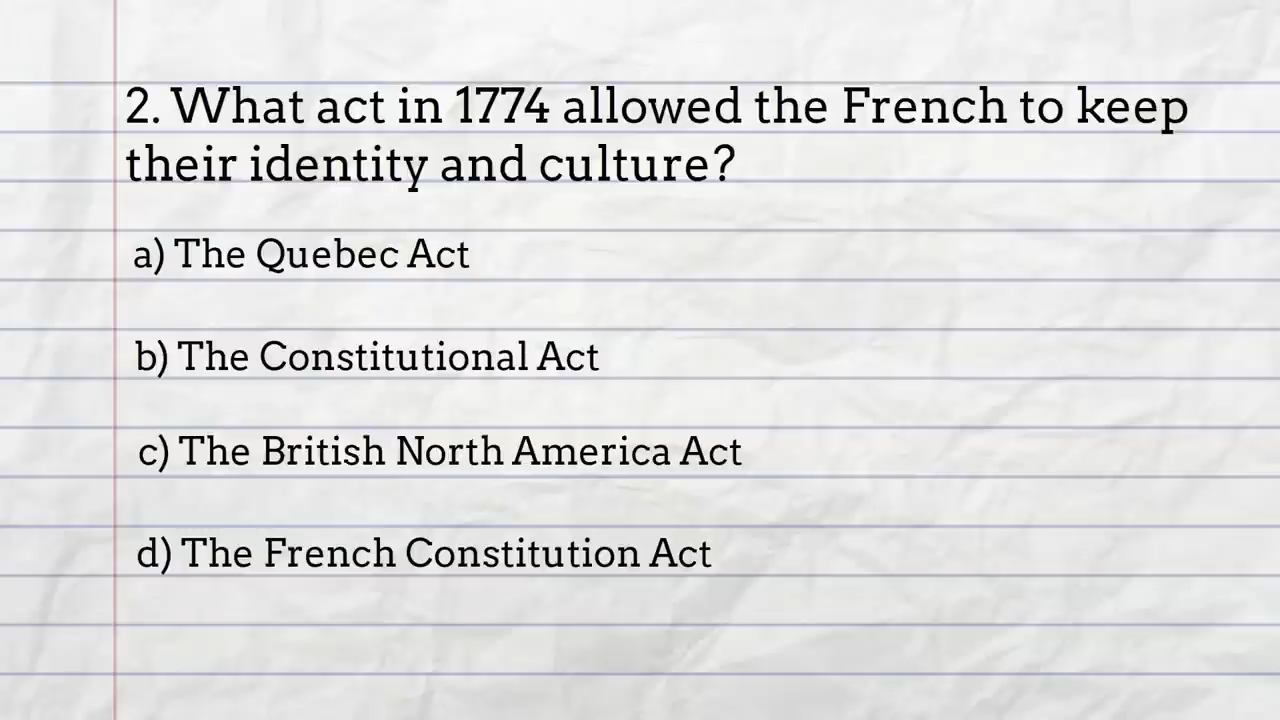 2. What act in 1774 allowed the French to keep
their identity and culture?
a) The Quebec Act
b) The Constitutional Act
c) The British North America Act
d) The French Constitution Act